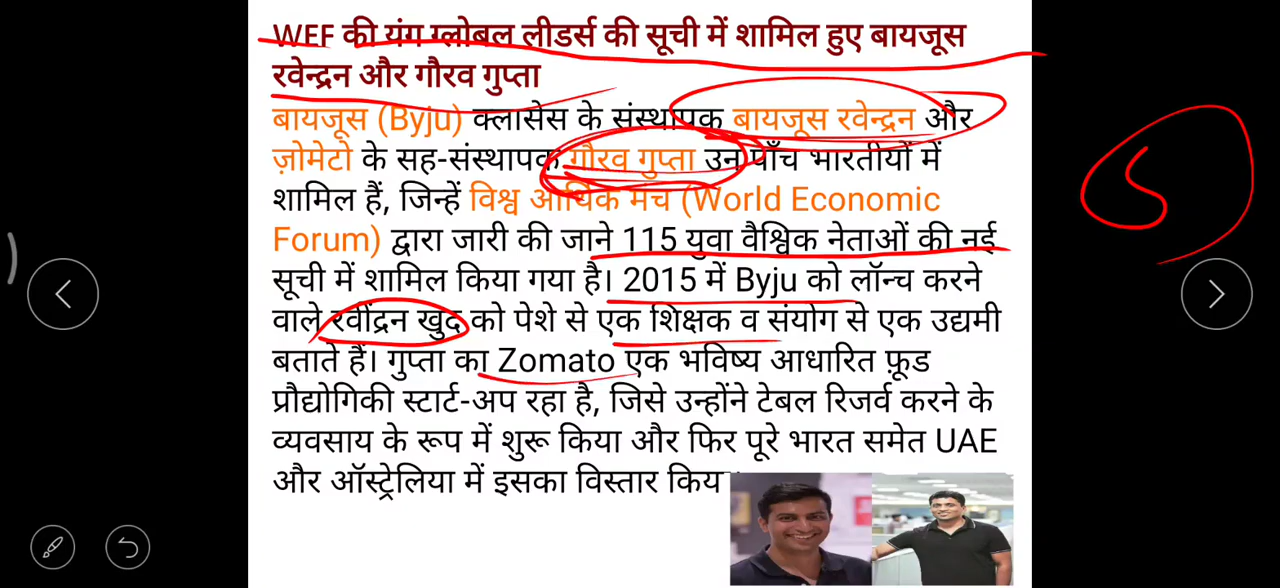 WEF की यंग ग्लोबल लीडर्स की सूची में शामिल हुए बायजूस
रवेन्द्रन और गौरव गुप्ता
बायजूस (Byju) क्लासेस के संस्थापक बायजूस रवेन्द्रन और
ज़ोमेटो के सह-संस्थापक गौरव गुप्ता उन पाँच भारतीयों में
शामिल हैं, जिन्हें विश्व आर्थिक मंच (World Economic
Forum) द्वारा जारी की जाने 115 युवा वैश्विक नेताओं की नई
सूची में शामिल किया गया है। 2015 में Byju को लॉन्च करने
वाले रवींद्रन खुद को पेशे से एक शिक्षक व संयोग से एक उद्यमी
बताते हैं। गुप्ता का Zomato एक भविष्य आधारित फ़ूड
प्रौद्योगिकी स्टार्ट-अप रहा है, जिसे उन्होंने टेबल रिजर्व करने के
व्यवसाय के रूप में शुरू किया और फिर पूरे भारत समेत UAE
और ऑस्ट्रेलिया में इसका विस्तार किय